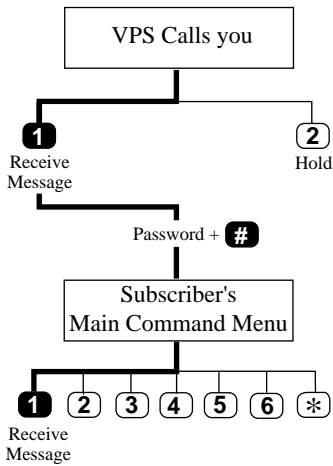 VPS Calls you
1 2
Receive Hold
Message
Password + #
Subscriber's
Main Command Menu
1 2 3 4 5 6 *
Receive
Message